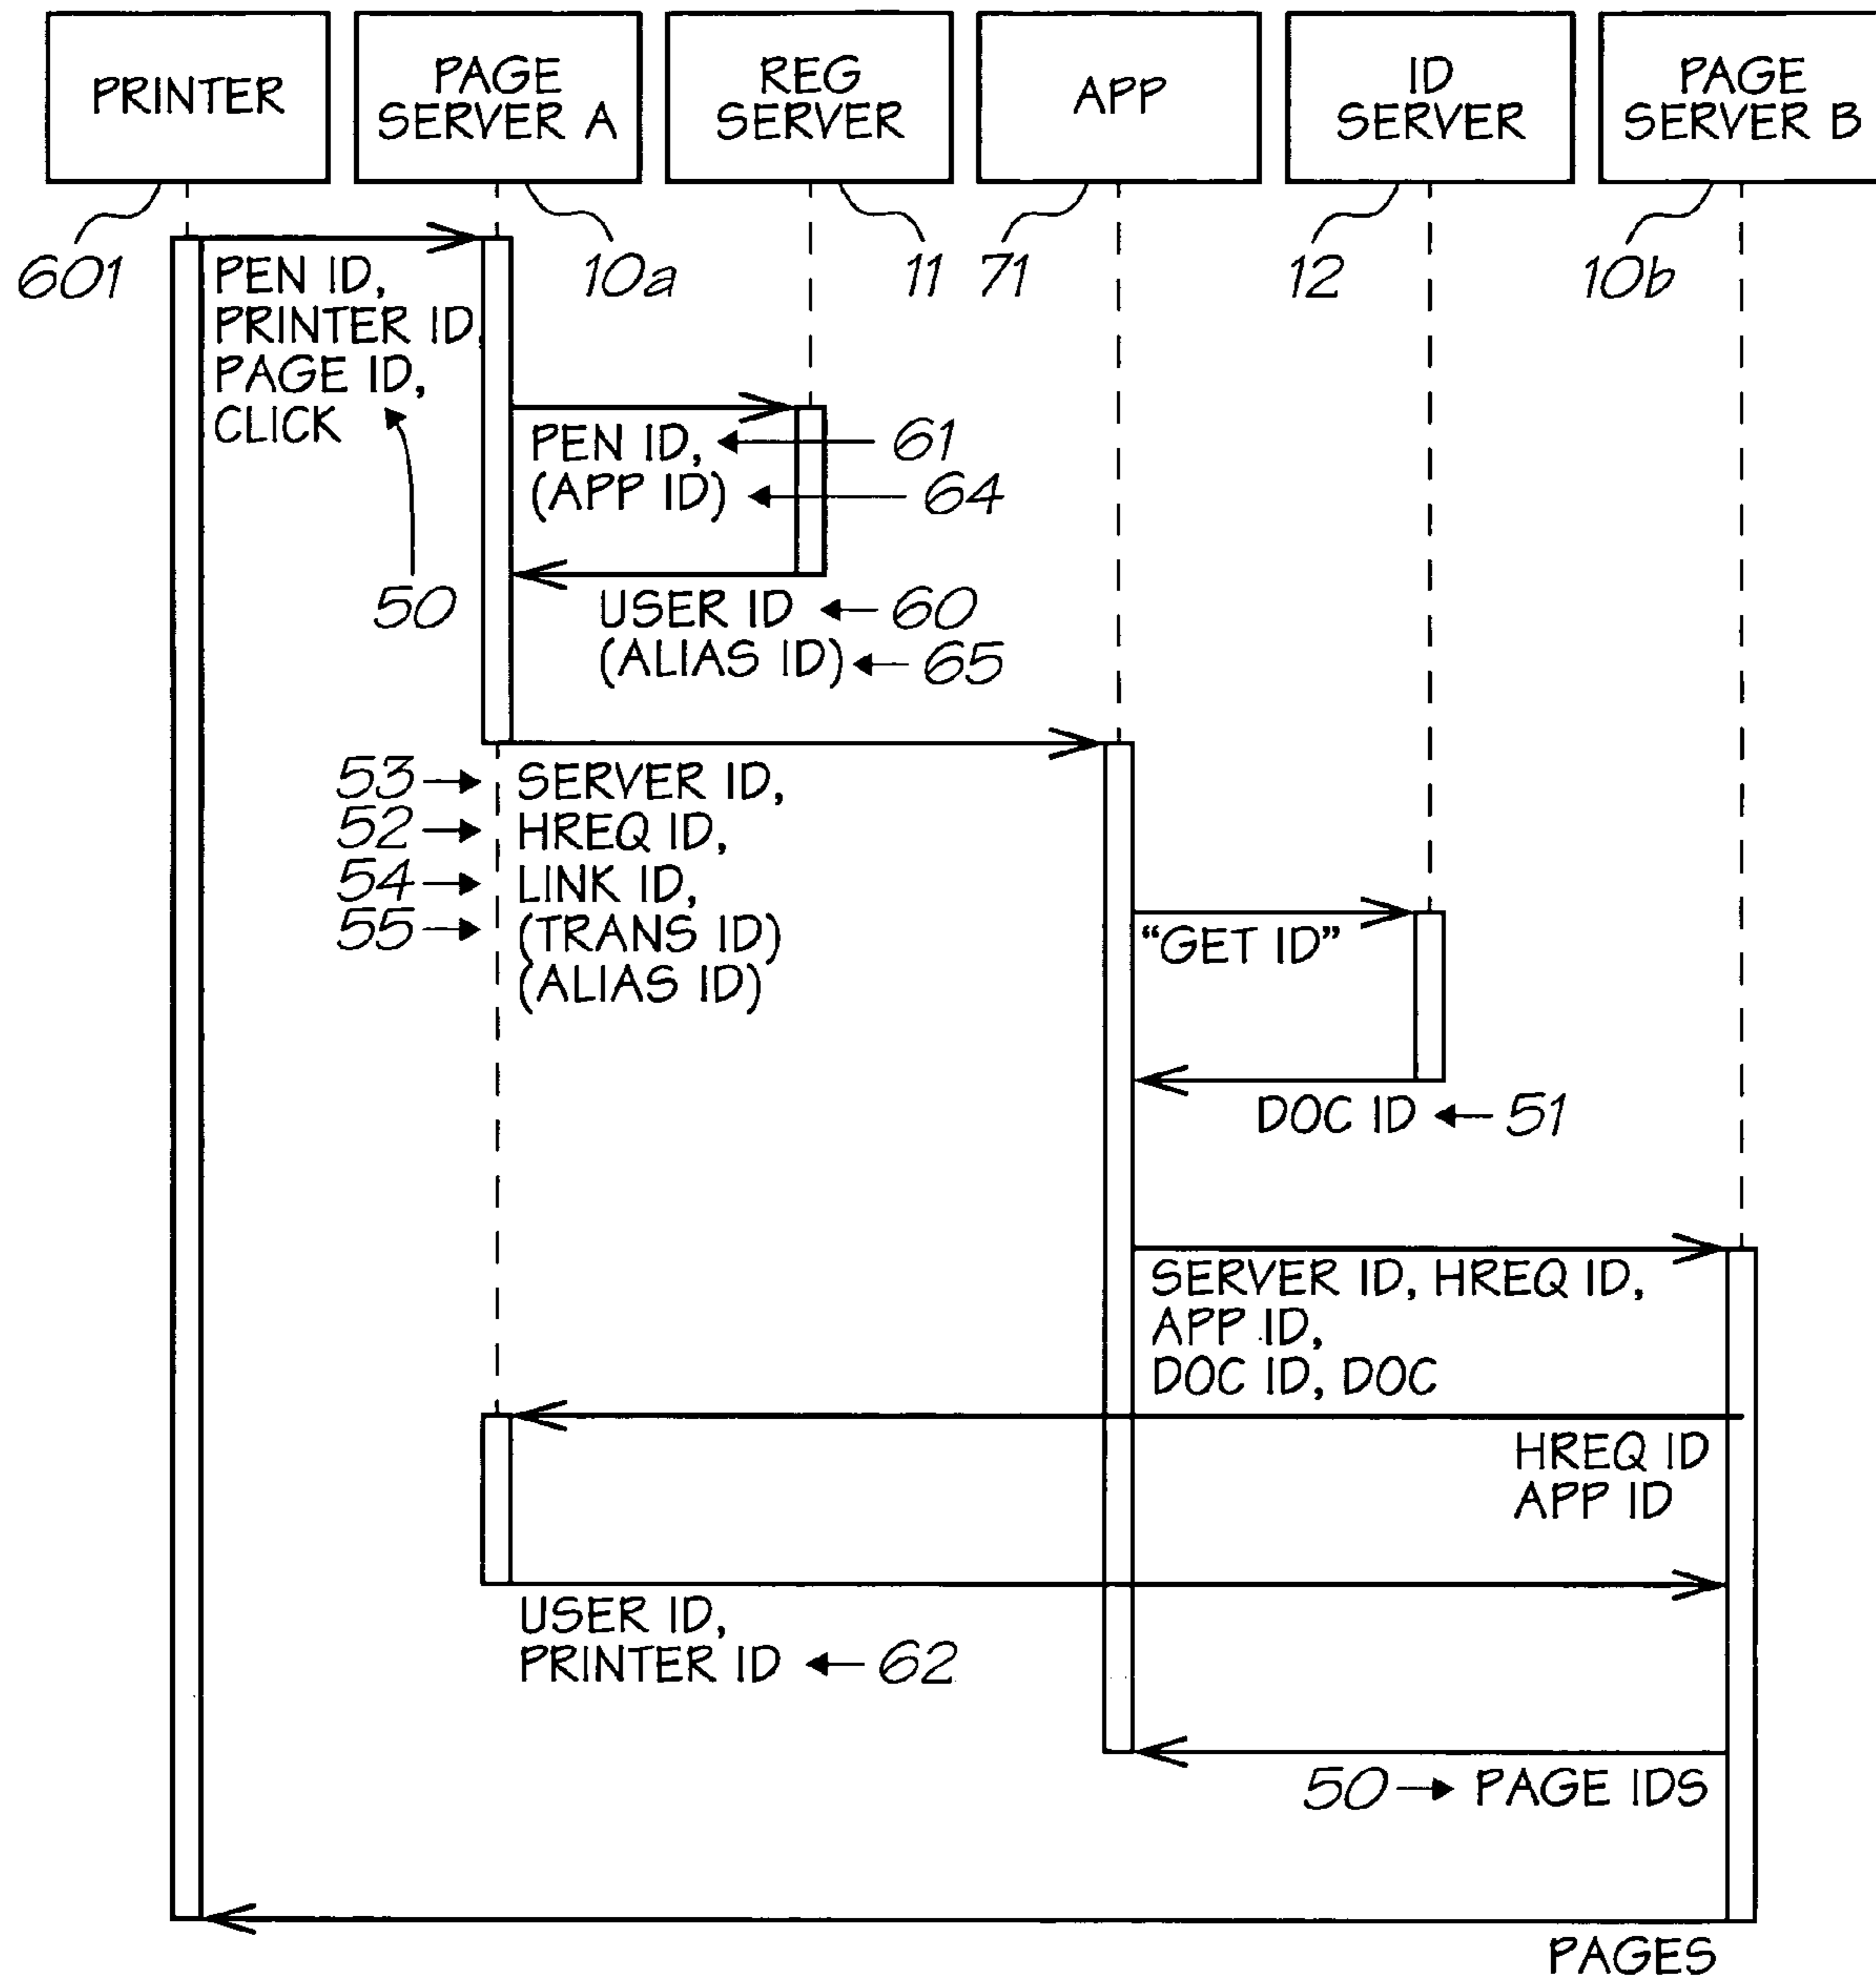 PRINTER
PAGE
SERVER A
REG
SERVER
APP
ID
SERVER
PAGE
SERVER B
601
10a
11
71
12
10b
PEN ID,
PRINTER ID
PAGE ID,
CLICK
50
PEN ID,
61
(APP ID)
64
USER ID
60
(ALIAS ID)
65
53
SERVER ID,
52
HREQ ID,
54
LINK ID,
55
(TRANS ID)
(ALIAS ID)
"GET ID"
DOC ID
51
SERVER ID, HREQ ID,
APP ID,
DOC ID, DOC
HREQ ID
APP ID
USER ID,
PRINTER ID
62
50
PAGE IDS
PAGES